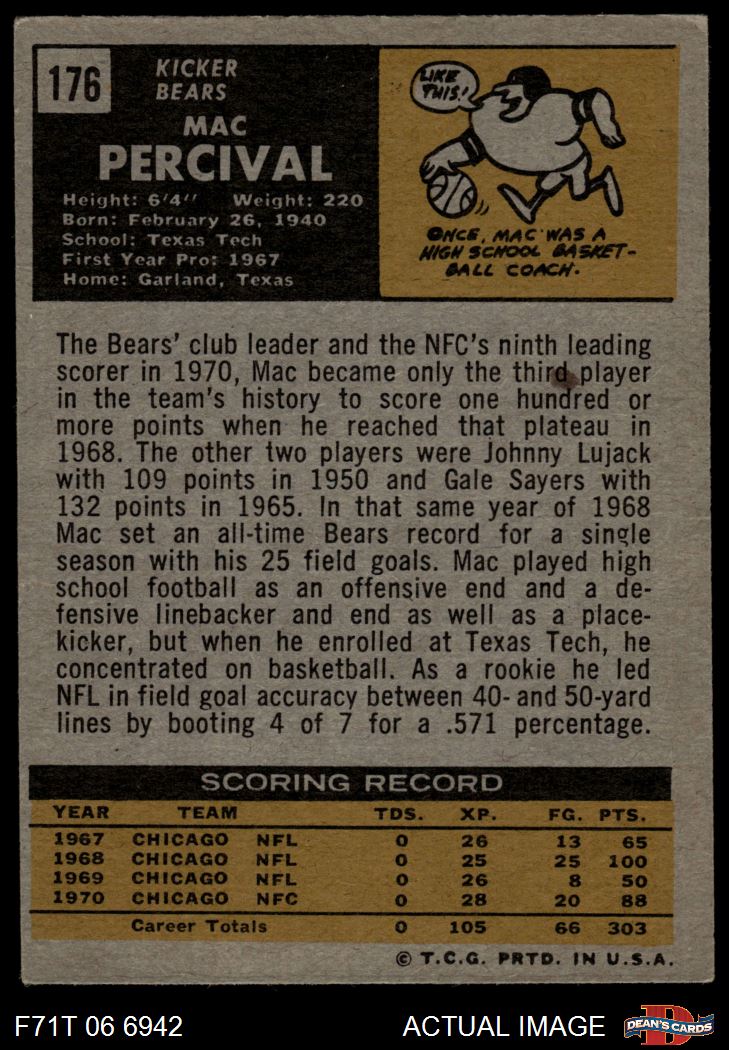 176
KICKER
BEARS
MAC
PERCIVAL
Height: 6'4" Weight: 220
Born: February 26, 1940
School: Texas Tech
First Year Pro: 1967
Home: Garland, Texas
LIKE
THIS!
ONCE, MAC WAS A
HIGH SCHOOL BASKET-
BALL COACH.
The Bears' club leader and the NFC's ninth leading
scorer in 1970, Mac became only the third player
in the team's history to score one hundred or
more points when he reached that plateau in
1968. The other two players were Johnny Lujack
with 109 points in 1950 and Gale Sayers with
132 points in 1965. In that same year of 1968
Mac set an all-time Bears record for a single
season with his 25 field goals. Mac played high
school football as an offensive end and a de-
fensive linebacker and end as well as a place-
kicker, but when he enrolled at Texas Tech, he
concentrated on basketball. As a rookie he led
NFL in field goal accuracy between 40- and 50-yard
lines by booting 4 of 7 for a .571 percentage.
SCORING RECORD
YEAR TEAM TDS. XP. FG. PTS.
1967 CHICAGO NFL 0 26 13 65
1968 CHICAGO NFL 0 25 25 100
1969 CHICAGO NFL 0 26 8 50
1970 CHICAGO NFC 0 28 20 88
Career Totals 0 105 66 303
© T.C.G. PRTD. IN U.S.A.
F71T 06 6942 ACTUAL IMAGE
D
DEAN'S CARDS